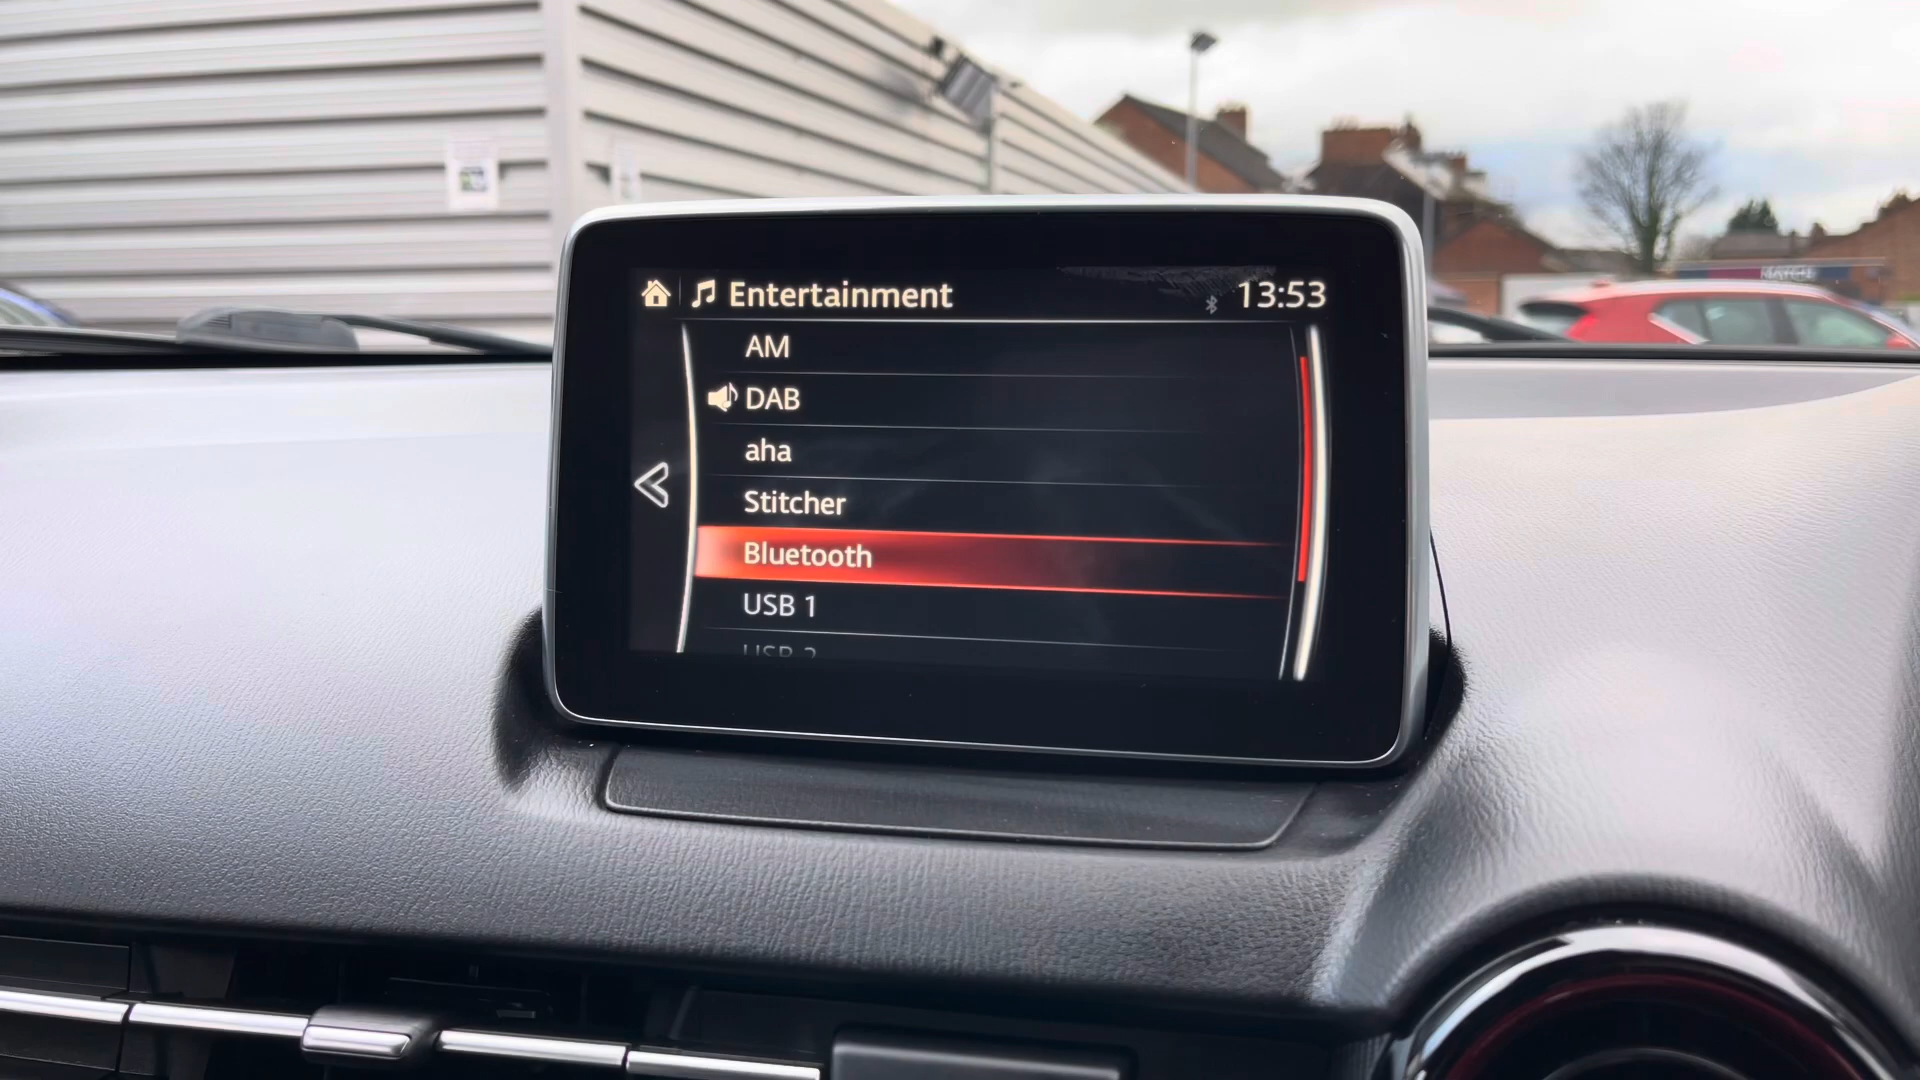 Entertainment 13:53
AM
DAB
aha
Stitcher
Bluetooth
USB 1
USB 2